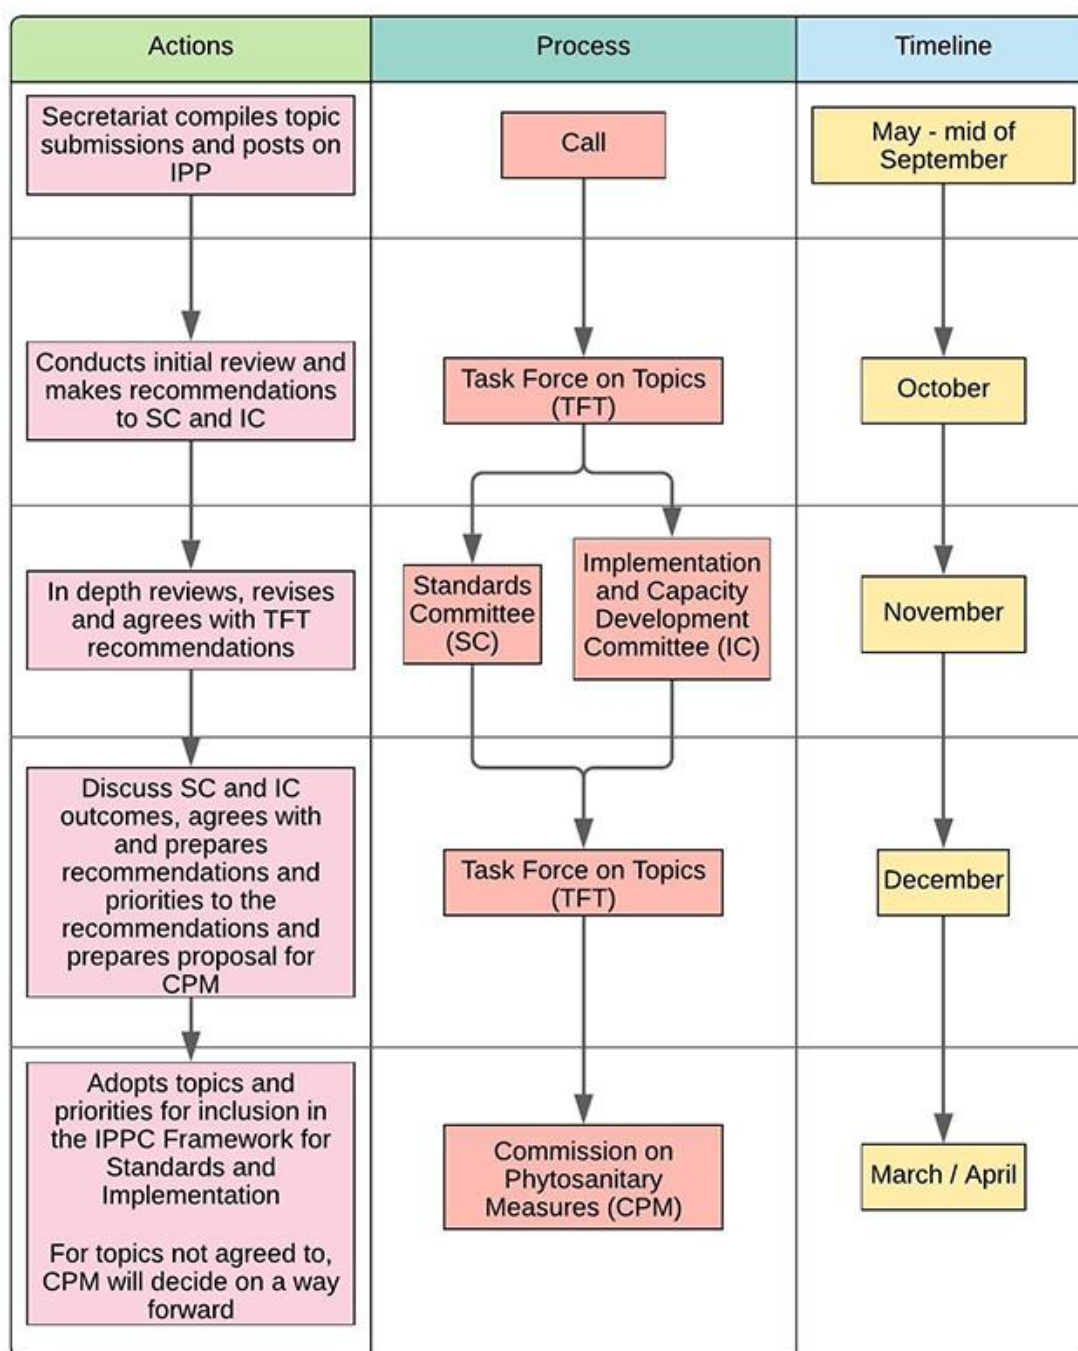 Actions
Process
Timeline
Secretariat compiles topic
submissions and posts on
IPP
Call
May - mid of
September
Conducts initial review and
makes recommendations
to SC and IC
Task Force on Topics
(TFT)
October
In depth reviews, revises
and agrees with TFT
recommendations
Standards
Committee
(SC)
Implementation
and Capacity
Development
Committee (IC)
November
Discuss SC and IC
outcomes, agrees with
and prepares
recommendations and
priorities to the
recommendations and
prepares proposal for
CPM
Task Force on Topics
(TFT)
December
Adopts topics and
priorities for inclusion in
the IPPC Framework for
Standards and
Implementation
For topics not agreed to,
CPM will decide on a way
forward
Commission on
Phytosanitary
Measures (CPM)
March / April